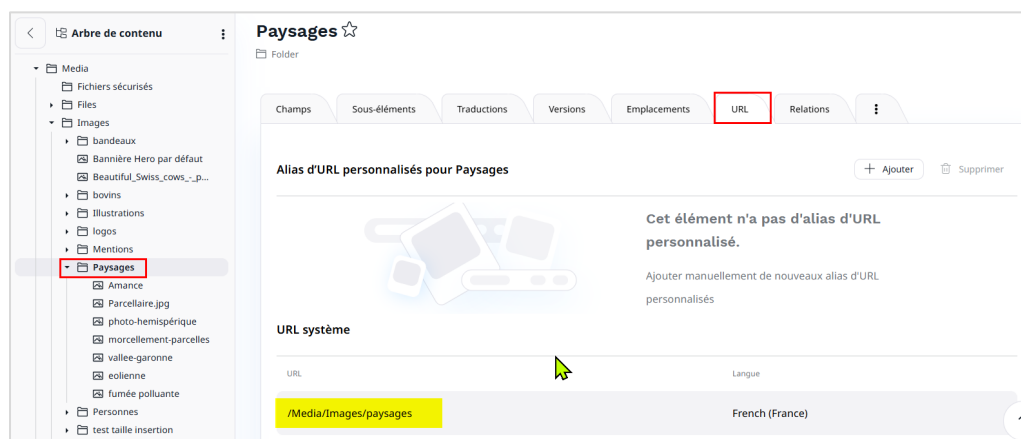 Arbre de contenu
Media
Fichiers sécurisés
Files
Images
bandeaux
Bannière Hero par défaut
Beautiful_Swiss_cows_-_p...
bovins
Illustrations
logos
Mentions
Paysages
Amance
Parcellaire.jpg
photo-hemispérique
morcellement-parcelles
vallee-garonne
eolienne
fumée polluante
Personnes
test taille insertion
Paysages
Folder
Champs Sous-éléments Traductions Versions Emplacements URL Relations
Alias d'URL personnalisés pour Paysages
Ajouter Supprimer
Cet élément n'a pas d'alias d'URL
personnalisé.
Ajouter manuellement de nouveaux alias d'URL
personnalisés
URL système
URL Langue
/Media/Images/paysages French (France)